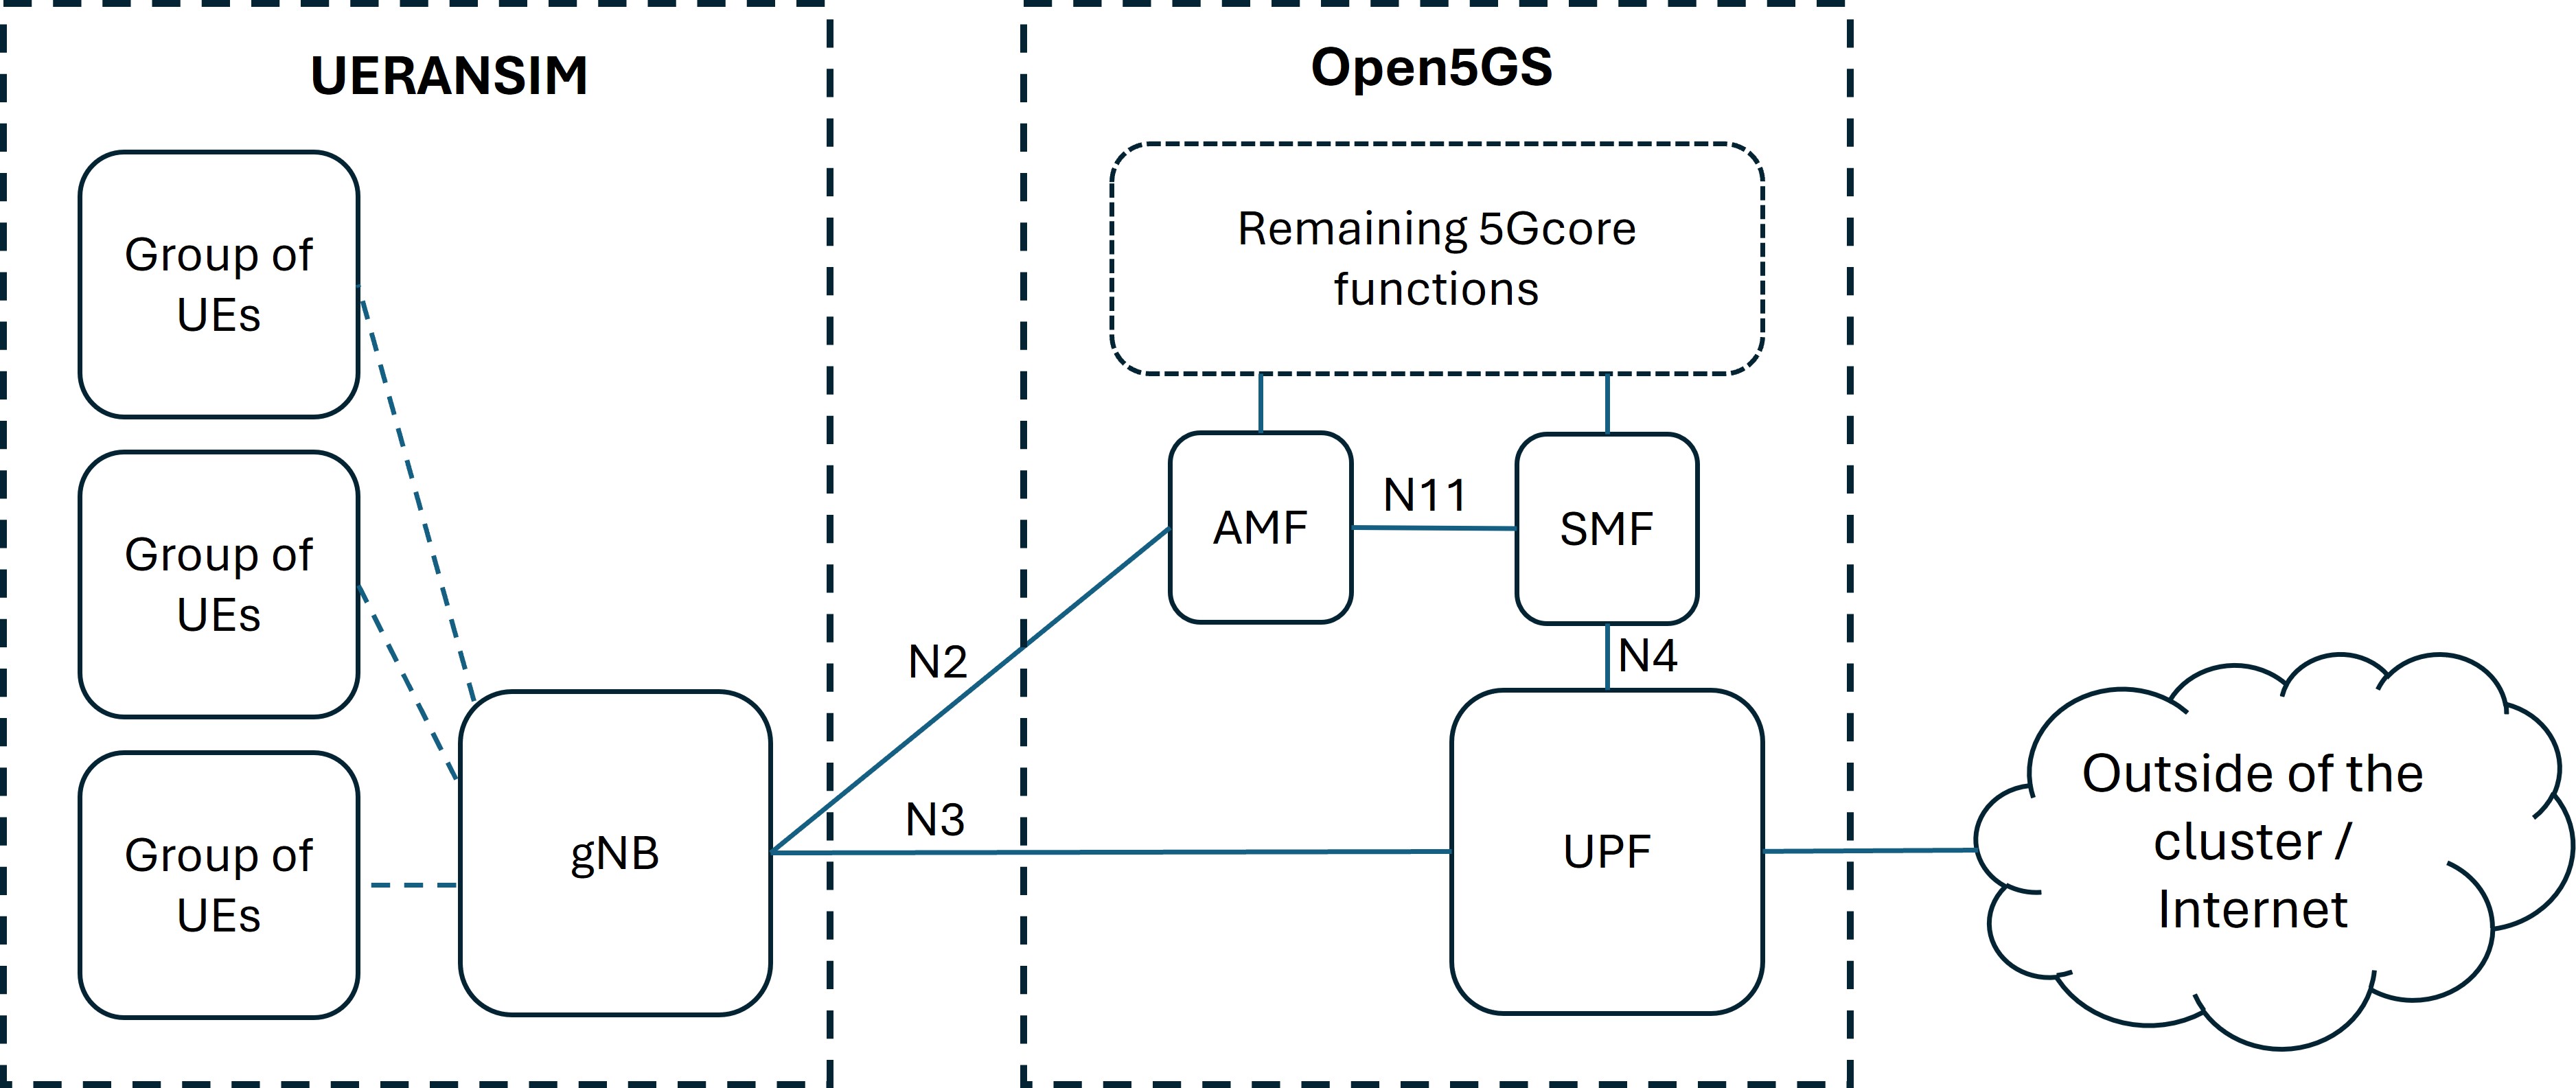 UERANSIM
Group of
UEs
Group of
UEs
Group of
UEs
gNB
N2
N3
Open5GS
Remaining 5Gcore
functions
AMF
N11
SMF
N4
UPF
Outside of the
cluster /
Internet